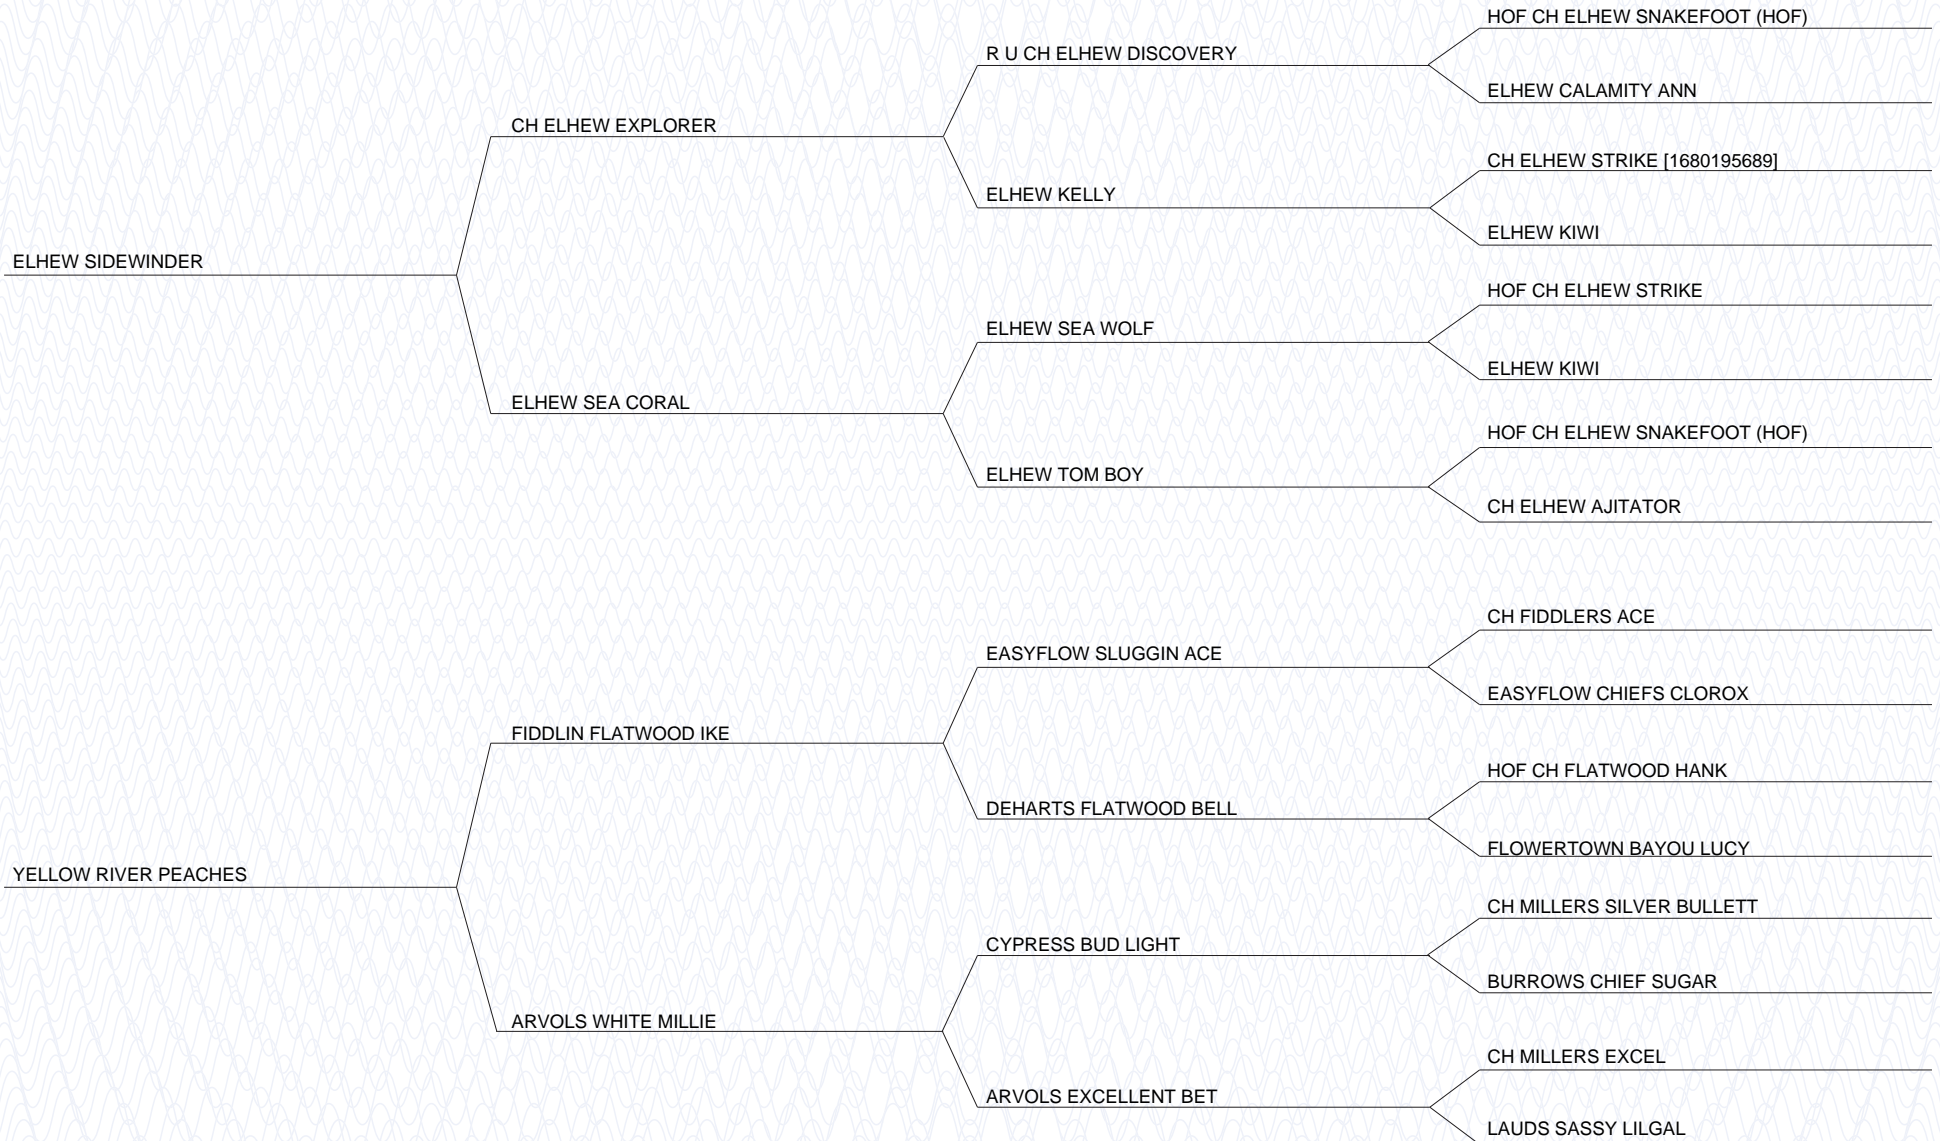 HOF CH ELHEW SNAKEFOOT (HOF)
R U CH ELHEW DISCOVERY
ELHEW CALAMITY ANN
CH ELHEW EXPLORER
CH ELHEW STRIKE [1680195689]
ELHEW KELLY
ELHEW KIWI
ELHEW SIDEWINDER
HOF CH ELHEW STRIKE
ELHEW SEA WOLF
ELHEW KIWI
ELHEW SEA CORAL
HOF CH ELHEW SNAKEFOOT (HOF)
ELHEW TOM BOY
CH ELHEW AJITATOR
CH FIDDLERS ACE
EASYFLOW SLUGGIN ACE
EASYFLOW CHIEFS CLOROX
FIDDLIN FLATWOOD IKE
HOF CH FLATWOOD HANK
DEHARTS FLATWOOD BELL
FLOWERTOWN BAYOU LUCY
YELLOW RIVER PEACHES
CH MILLERS SILVER BULLETT
CYPRESS BUD LIGHT
BURROWS CHIEF SUGAR
ARVOLS WHITE MILLIE
CH MILLERS EXCEL
ARVOLS EXCELLENT BET
LAUDS SASSY LILGAL